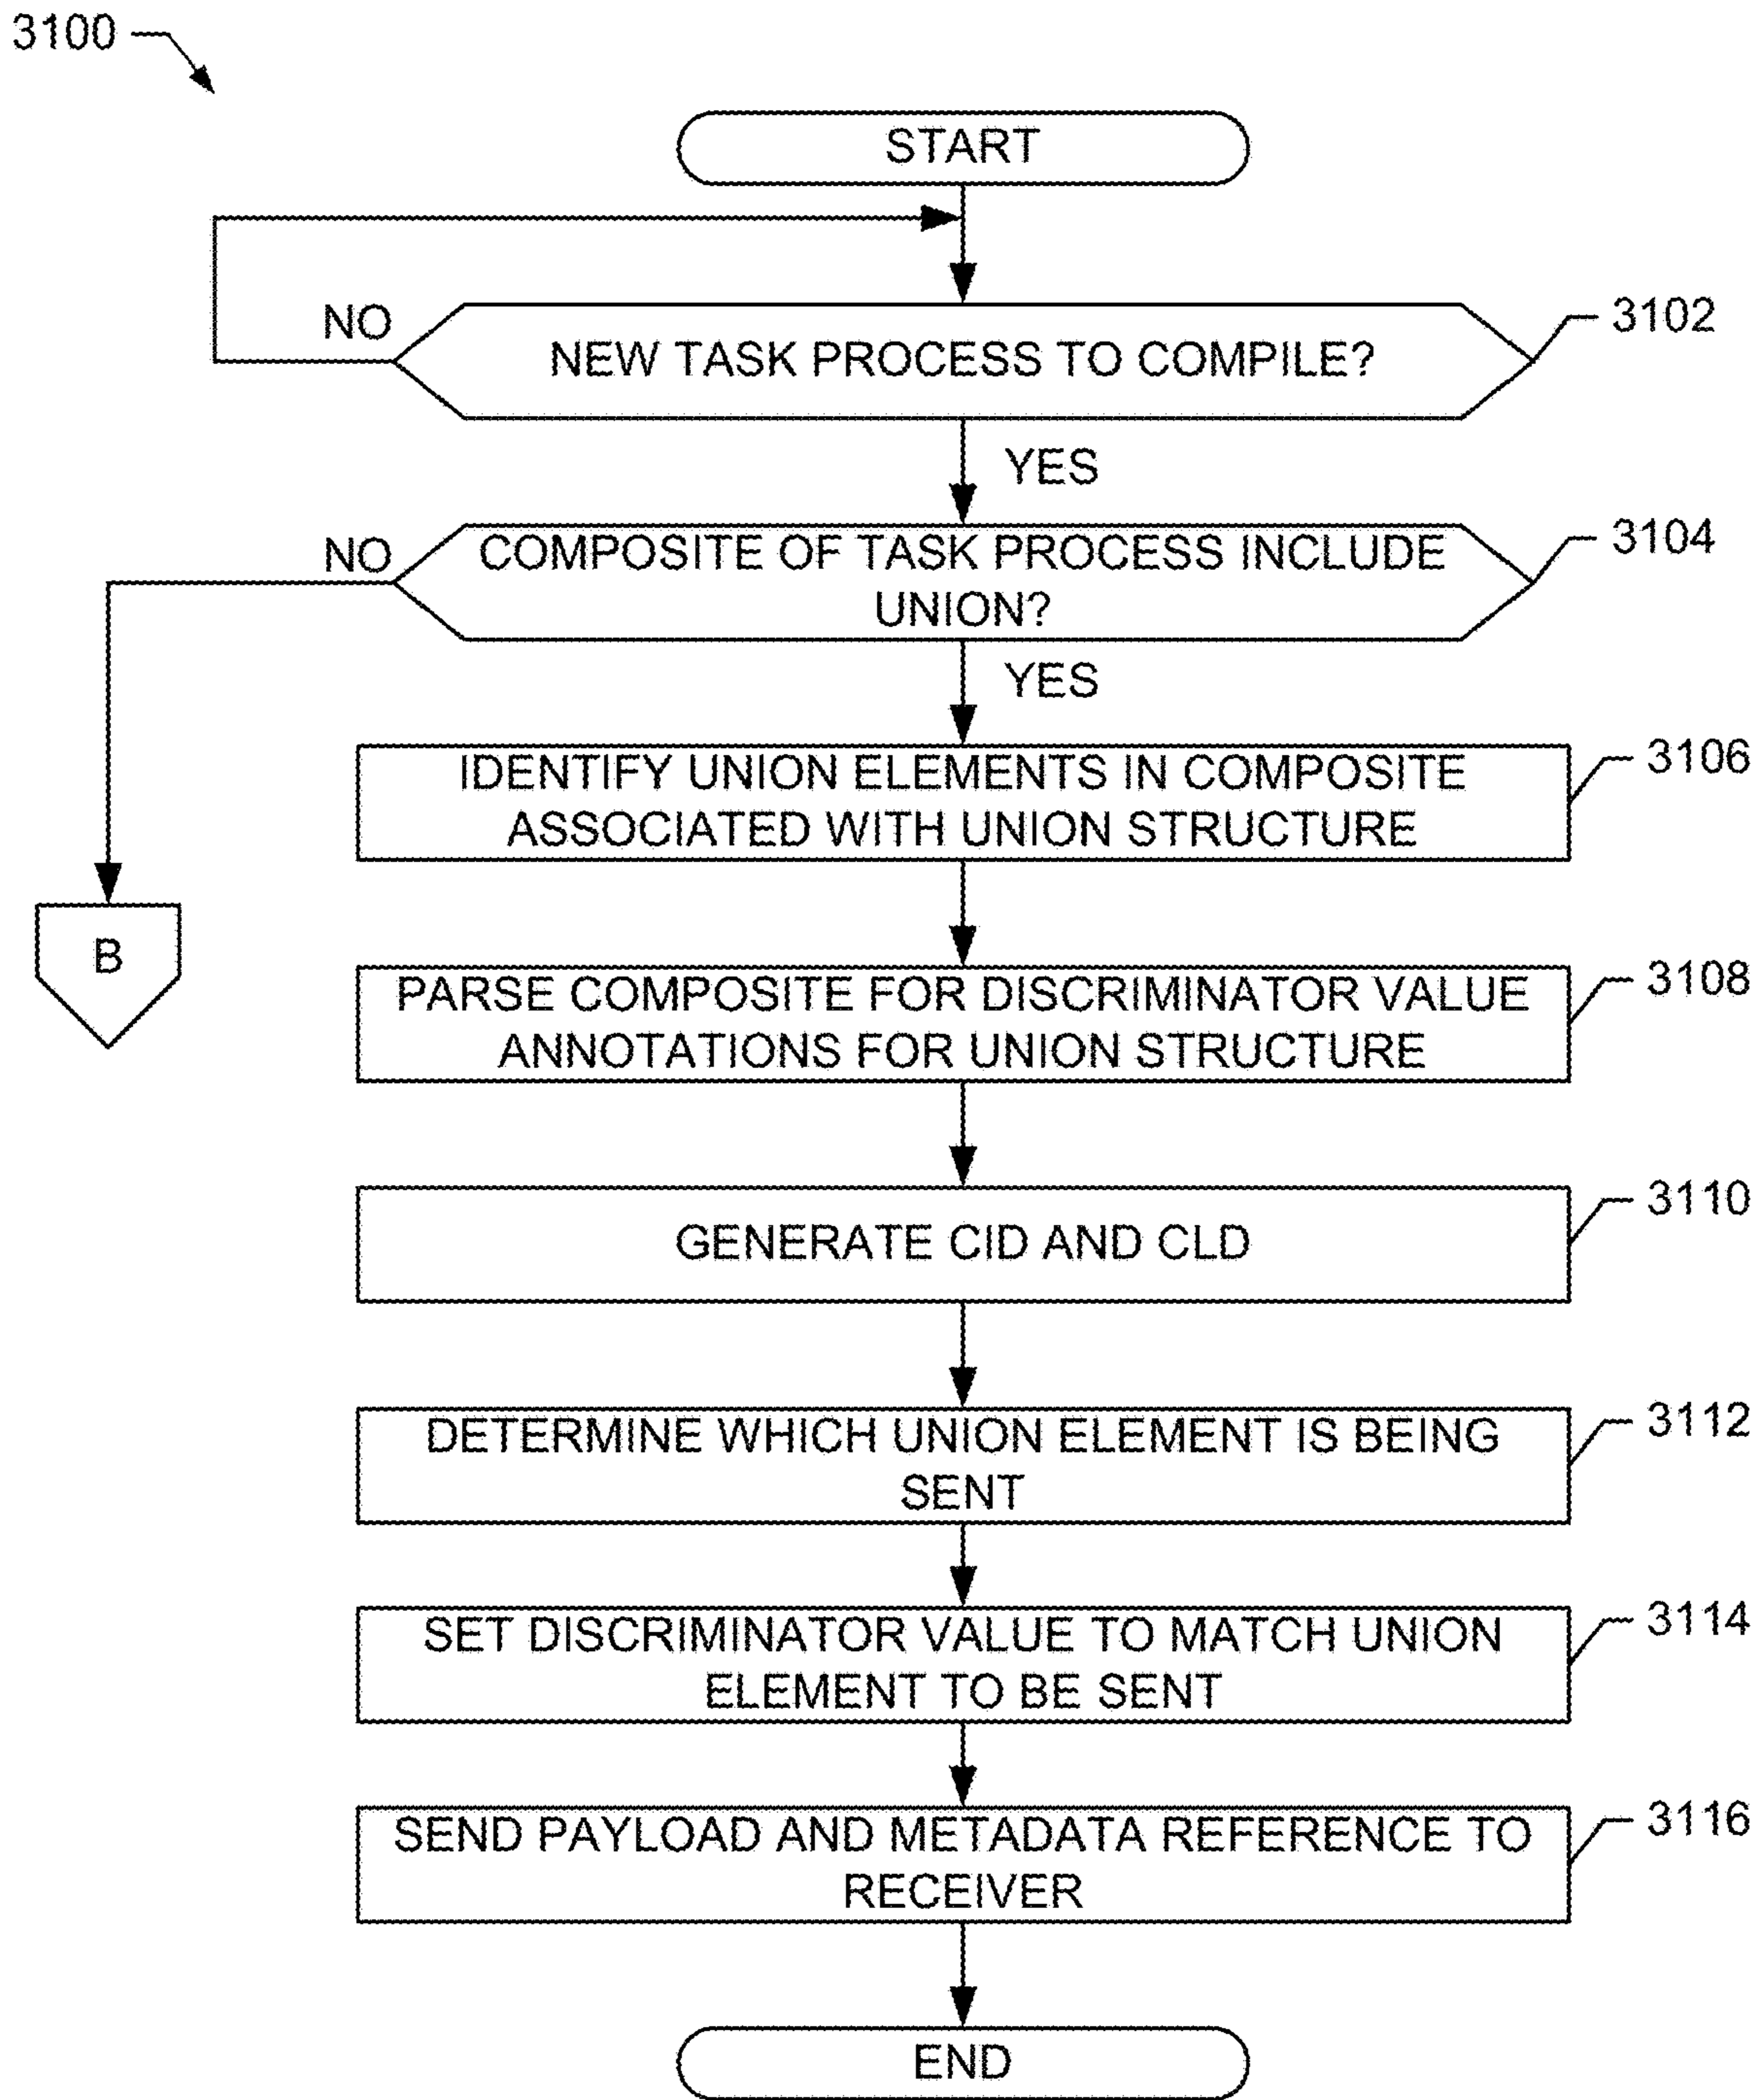 3100
START
NO
3102
NEW TASK PROCESS TO COMPILE?
YES
NO
3104
COMPOSITE OF TASK PROCESS INCLUDE
UNION?
YES
3106
IDENTIFY UNION ELEMENTS IN COMPOSITE
ASSOCIATED WITH UNION STRUCTURE
B
3108
PARSE COMPOSITE FOR DISCRIMINATOR VALUE
ANNOTATIONS FOR UNION STRUCTURE
3110
GENERATE CID AND CLD
3112
DETERMINE WHICH UNION ELEMENT IS BEING
SENT
3114
SET DISCRIMINATOR VALUE TO MATCH UNION
ELEMENT TO BE SENT
3116
SEND PAYLOAD AND METADATA REFERENCE TO
RECEIVER
END